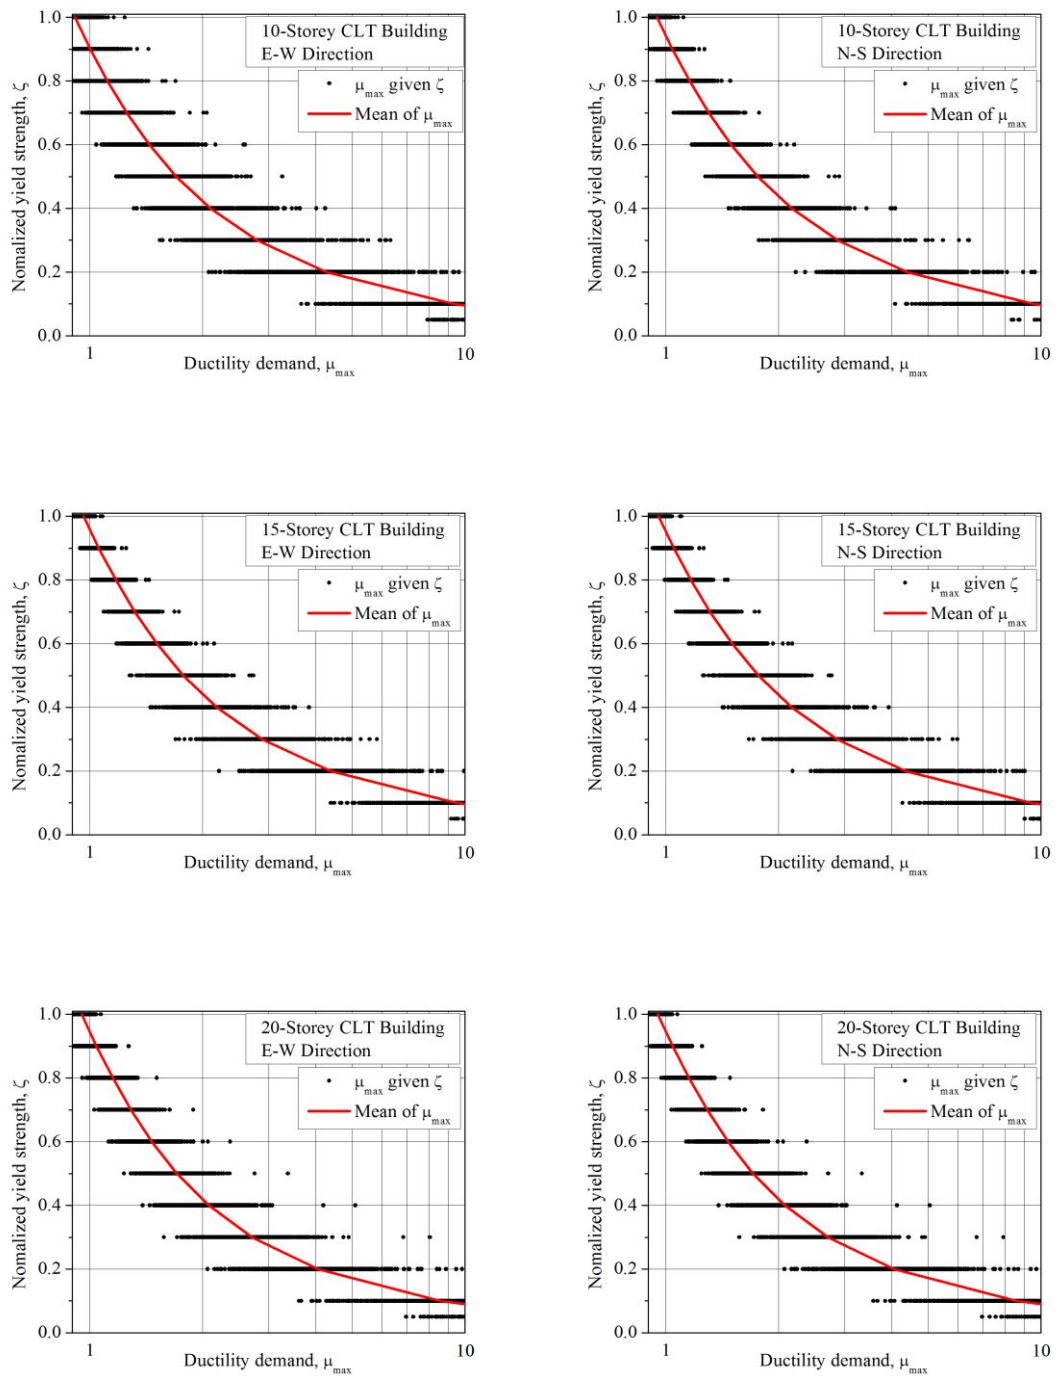 10-Storey CLT Building
E-W Direction
μmax given ζ
Mean of μmax
Nomalized yield strength, ζ
1.0
0.8
0.6
0.4
0.2
0.0
1
10
Ductility demand, μmax
10-Storey CLT Building
N-S Direction
μmax given ζ
Mean of μmax
Nomalized yield strength, ζ
1.0
0.8
0.6
0.4
0.2
0.0
1
10
Ductility demand, μmax
15-Storey CLT Building
E-W Direction
μmax given ζ
Mean of μmax
Nomalized yield strength, ζ
1.0
0.8
0.6
0.4
0.2
0.0
1
10
Ductility demand, μmax
15-Storey CLT Building
N-S Direction
μmax given ζ
Mean of μmax
Nomalized yield strength, ζ
1.0
0.8
0.6
0.4
0.2
0.0
1
10
Ductility demand, μmax
20-Storey CLT Building
E-W Direction
μmax given ζ
Mean of μmax
Nomalized yield strength, ζ
1.0
0.8
0.6
0.4
0.2
0.0
1
10
Ductility demand, μmax
20-Storey CLT Building
N-S Direction
μmax given ζ
Mean of μmax
Nomalized yield strength, ζ
1.0
0.8
0.6
0.4
0.2
0.0
1
10
Ductility demand, μmax